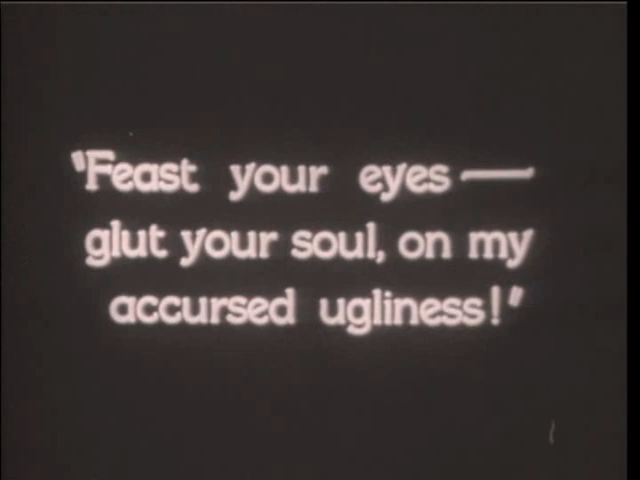 "Feast your eyes—
glut your soul, on my
accursed ugliness!"